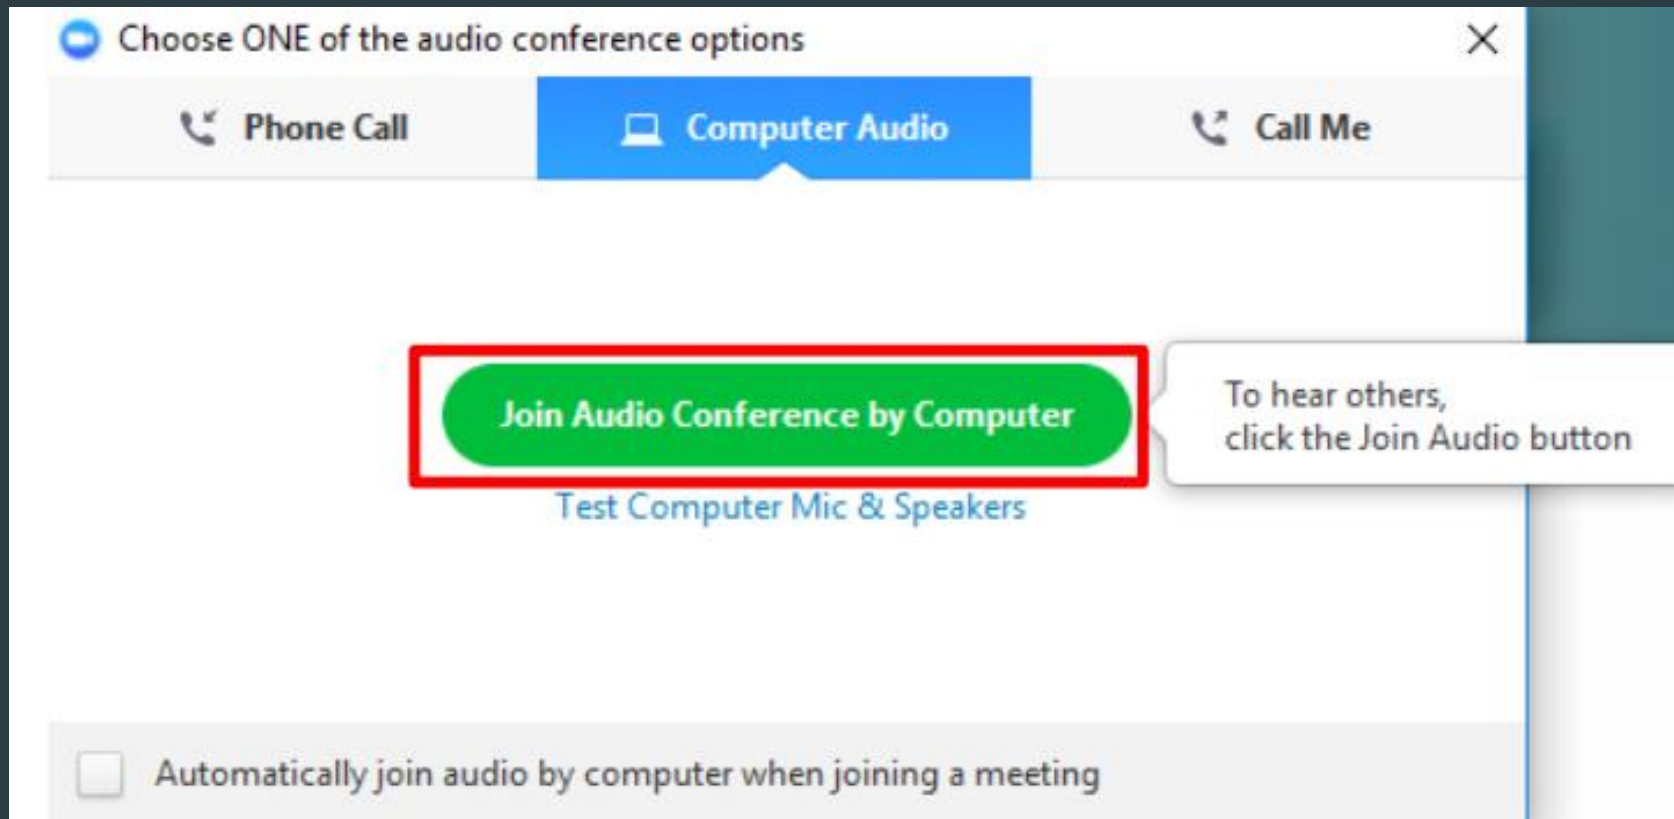 Choose ONE of the audio conference options
Phone Call
Computer Audio
Call Me
Join Audio Conference by Computer
To hear others,
click the Join Audio button
Test Computer Mic & Speakers
Automatically join audio by computer when joining a meeting